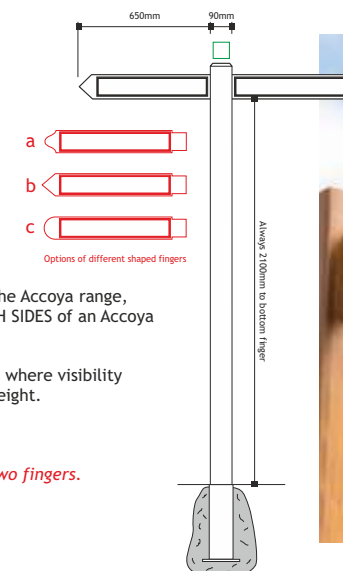 650mm
90mm
a
b
c
Options of different shaped fingers
Always 2100mm to bottom finger
he Accoya range,
H SIDES of an Accoya
where visibility
eight.
wo fingers.